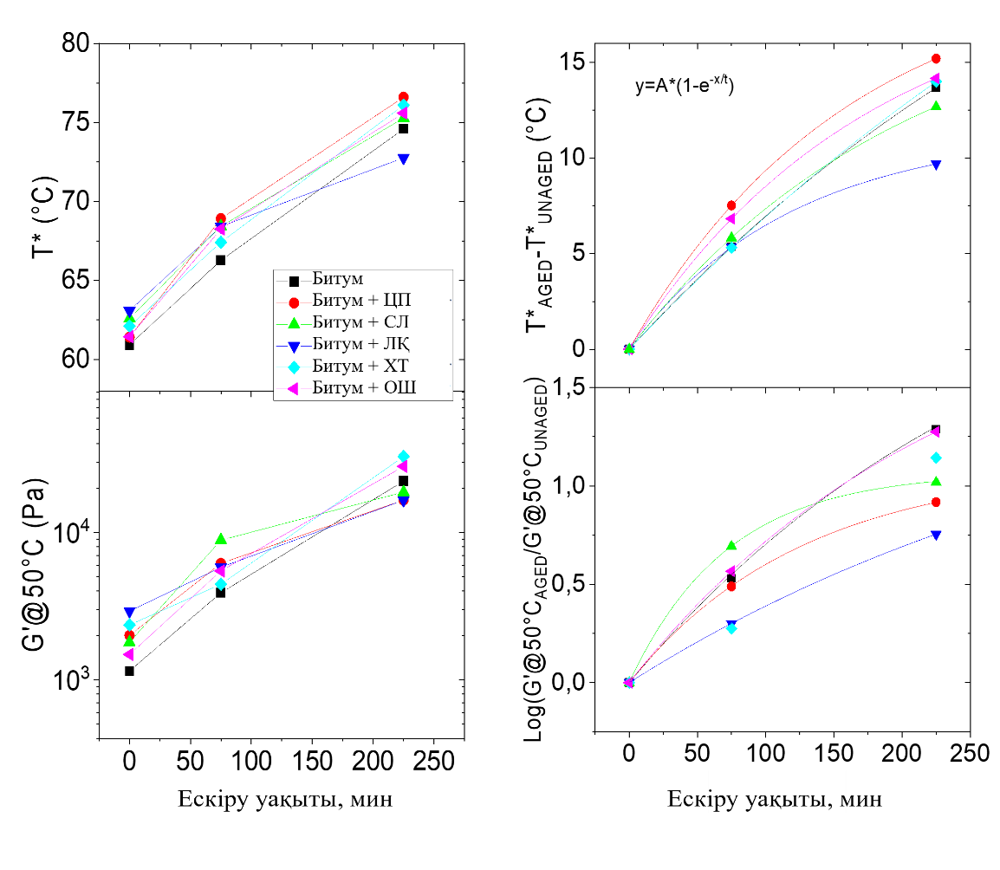 80
75
70
65
60
T* (°C)
Битум
Битум + ЦП
Битум + СЛ
Битум + ЛҚ
Битум + ХТ
Битум + ОШ
10⁴
10³
G'@50°C (Pa)
0 50 100 150 200 250
Ескіру уақыты, мин
15
10
5
0
T*AGED-T*UNAGED (°C)
y=A*(1-e-x/t)
1,5
1,0
0,5
0,0
Log(G'@50°CAGED/G'@50°CUNAGED)
0 50 100 150 200 250
Ескіру уақыты, мин